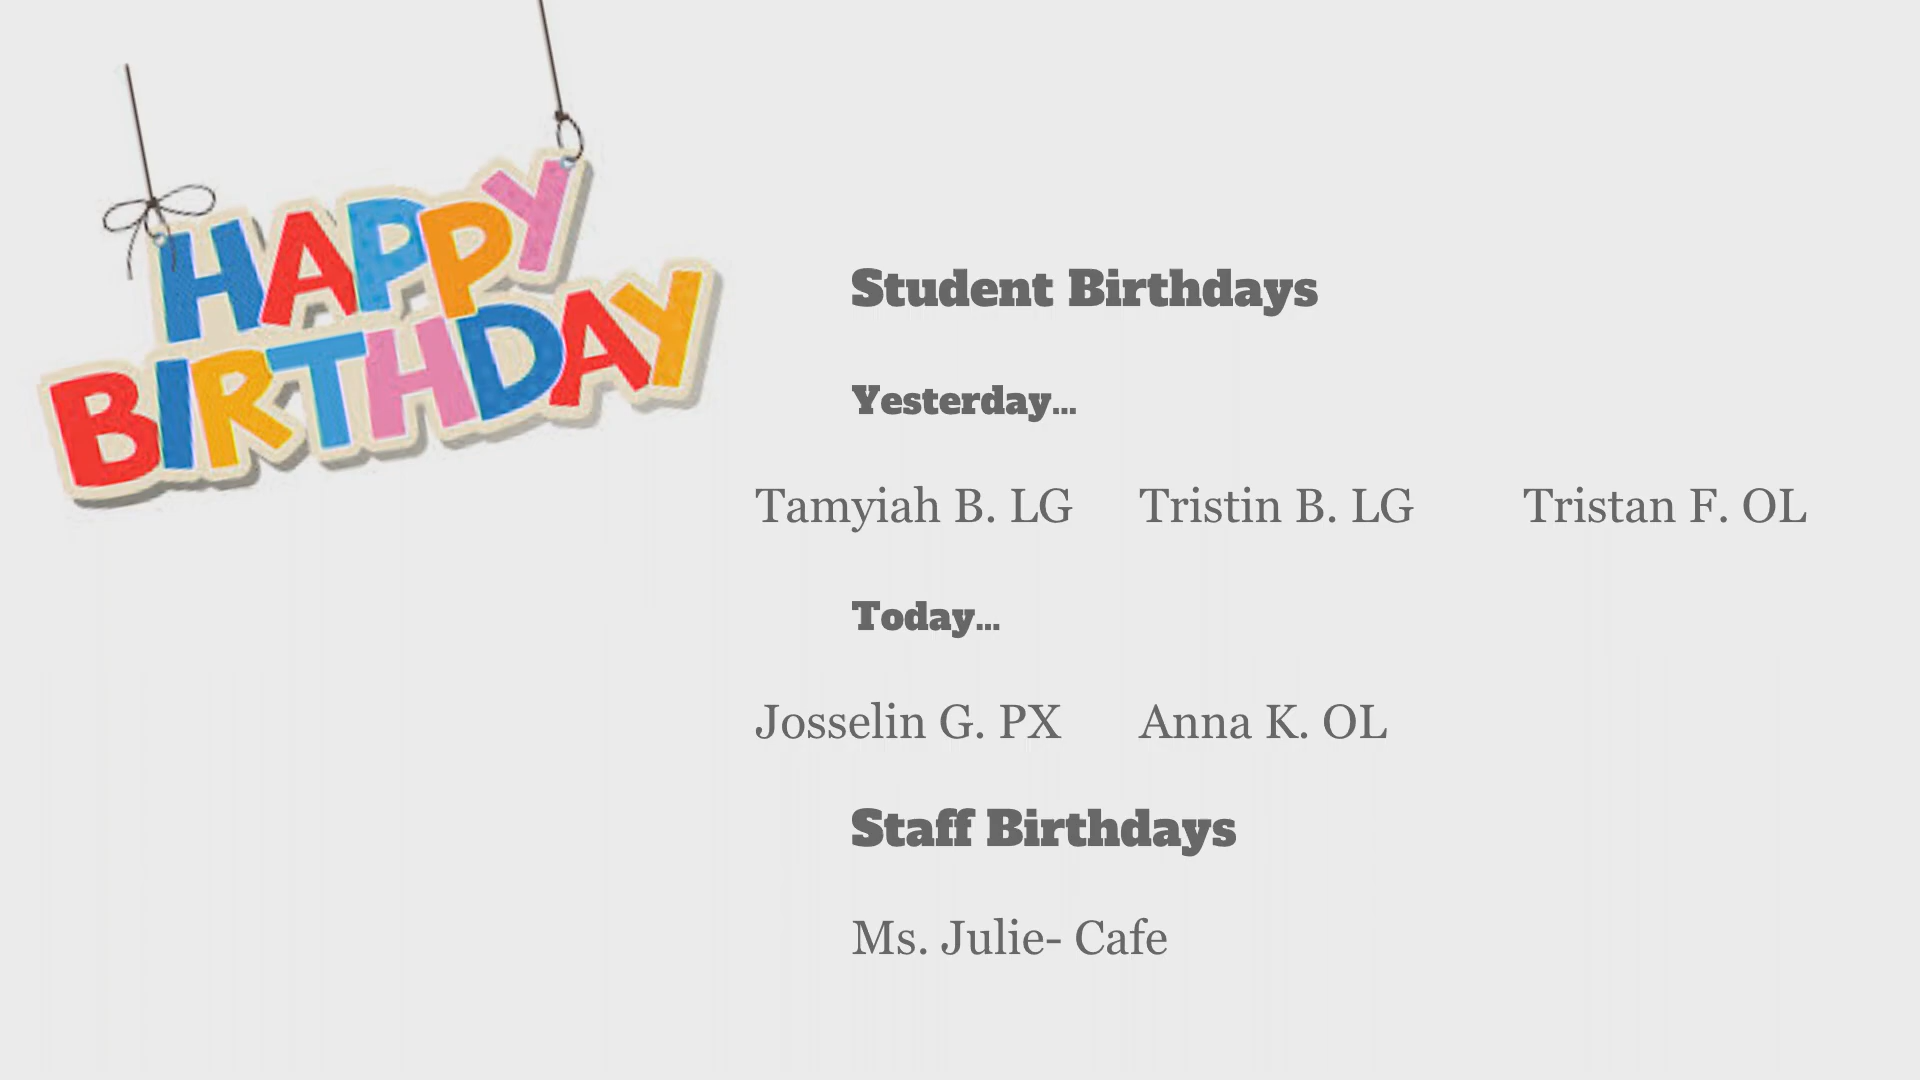 HAPPY
BIRTHDAY
Student Birthdays
Yesterday...
Tamyiah B. LG Tristin B. LG Tristan F. OL
Today...
Josselin G. PX Anna K. OL
Staff Birthdays
Ms. Julie- Cafe